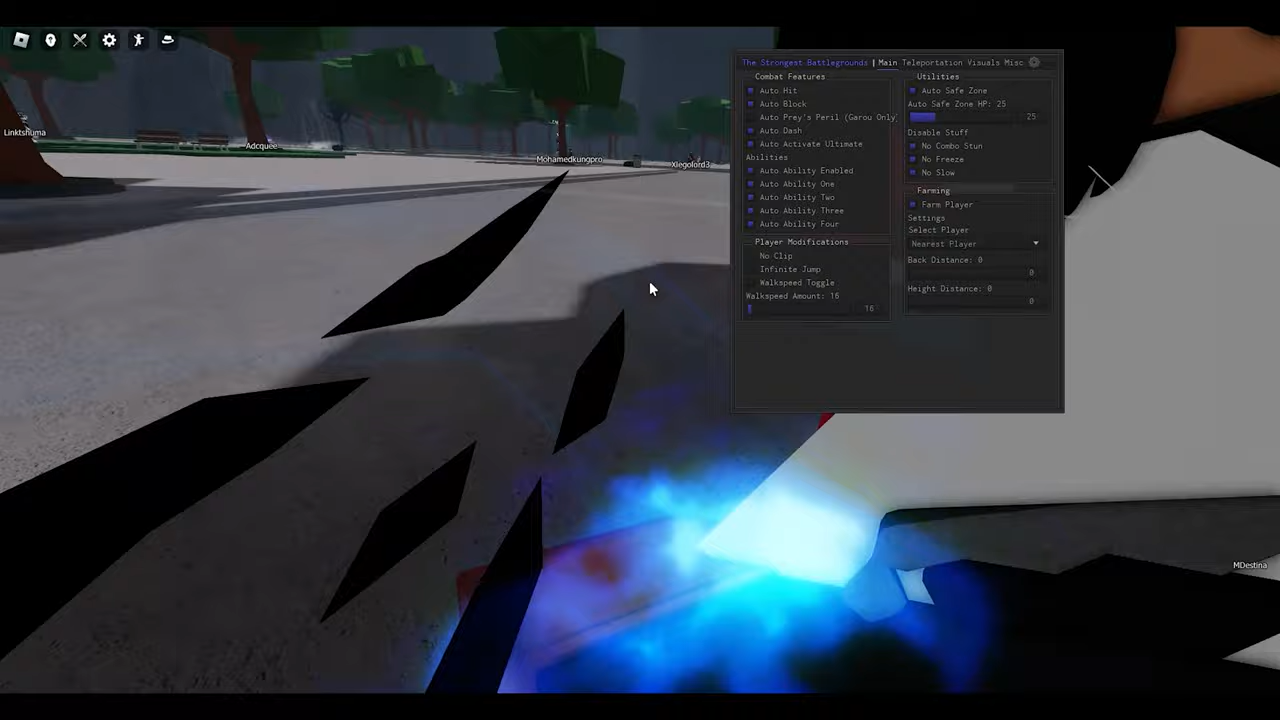 Linktshuma
Acquee
Mohamedkungpro
Xlegolord3
MDestina
The Strongest Battlegrounds | Main Teleportation Visuals Misc
Combat Features
Auto Hit
Auto Block
Auto Prey's Peril (Garou Only
Auto Dash
Auto Activate Ultimate
Abilities
Auto Ability Enabled
Auto Ability One
Auto Ability Two
Auto Ability Three
Auto Ability Four
Player Modifications
No Clip
Infinite Jump
Walkspeed Toggle
Walkspeed Amount: 16
16
Utilities
Auto Safe Zone
Auto Safe Zone HP: 25
25
Disable Stuff
No Combo Stun
No Freeze
No Slow
Farming
Farm Player
Settings
Select Player
Nearest Player
Back Distance: 0
0
Height Distance: 0
0